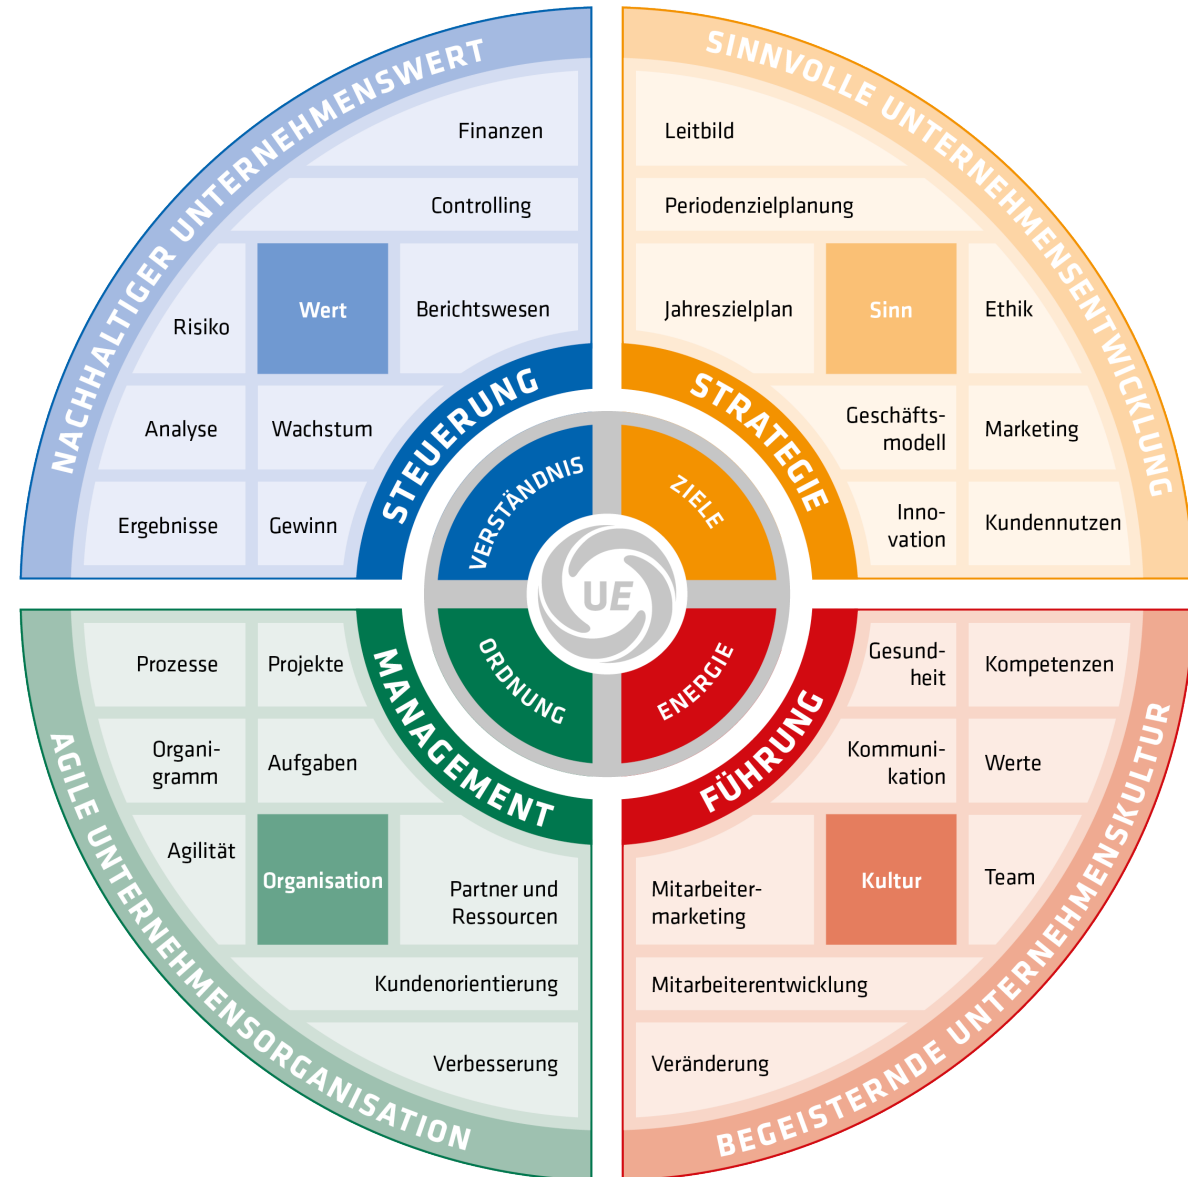 NACHHALTIGER UNTERNEHMENSWERT
Finanzen
Controlling
Risiko
Wert
Berichtswesen
Analyse
Wachstum
Ergebnisse
Gewinn
STEUERUNG
VERSTÄNDNIS
SINNVOLLE UNTERNEHMENSENTWICKLUNG
Leitbild
Periodenzielplanung
Jahreszielplan
Sinn
Ethik
Geschäfts-
modell
Marketing
Inno-
vation
Kundennutzen
STRATEGIE
ZIELE
UE
AGILE UNTERNEHMENSORGANISATION
Prozesse
Projekte
Organi-
gramm
Aufgaben
Agilität
Organisation
Partner und
Ressourcen
Kundenorientierung
Verbesserung
MANAGEMENT
ORDNUNG
BEGEISTERNDE UNTERNEHMENSKULTUR
Gesund-
heit
Kompetenzen
Kommuni-
kation
Werte
Mitarbeiter-
marketing
Kultur
Team
Mitarbeiterentwicklung
Veränderung
FÜHRUNG
ENERGIE